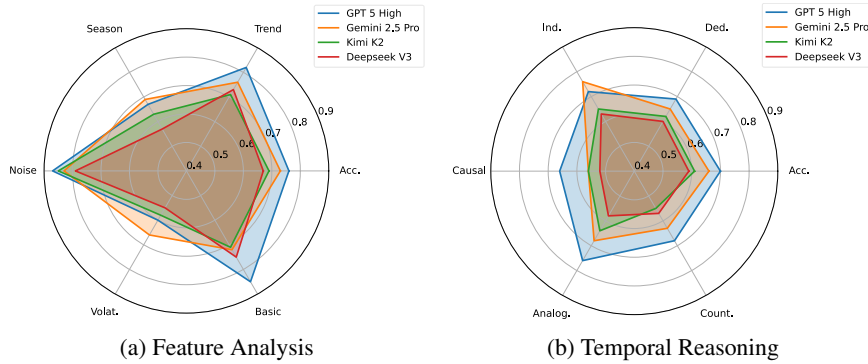 GPT 5 High
Gemini 2.5 Pro
Kimi K2
Deepseek V3
Season
Trend
Noise
Acc.
Volat.
Basic
0.4
0.5
0.6
0.7
0.8
0.9
(a) Feature Analysis
GPT 5 High
Gemini 2.5 Pro
Kimi K2
Deepseek V3
Ind.
Ded.
Causal
Acc.
Analog.
Count.
0.4
0.5
0.6
0.7
0.8
0.9
(b) Temporal Reasoning